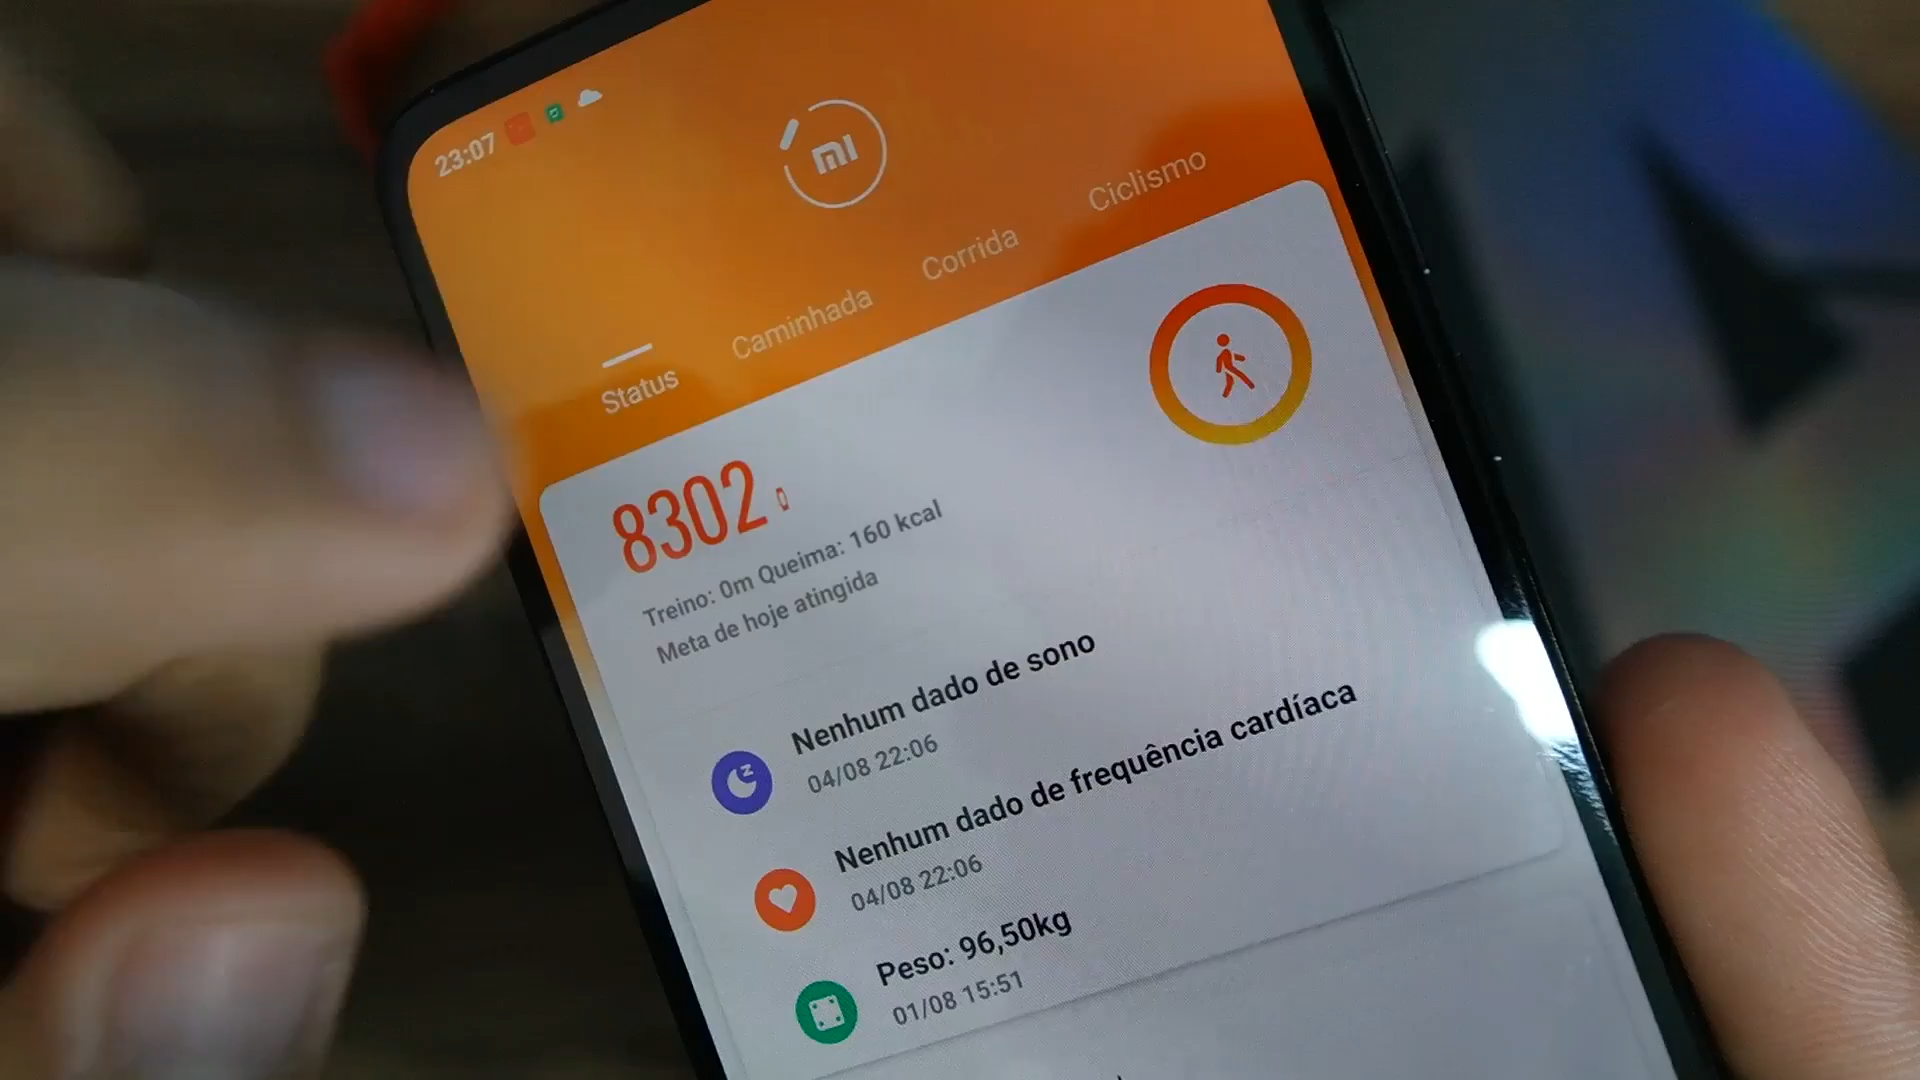 23:07
mi
Status
Caminhada
Corrida
Ciclismo
8302
Treino: 0m Queima: 160 kcal
Meta de hoje atingida
Nenhum dado de sono
04/08 22:06
Nenhum dado de frequência cardíaca
04/08 22:06
Peso: 96,50kg
01/08 15:51